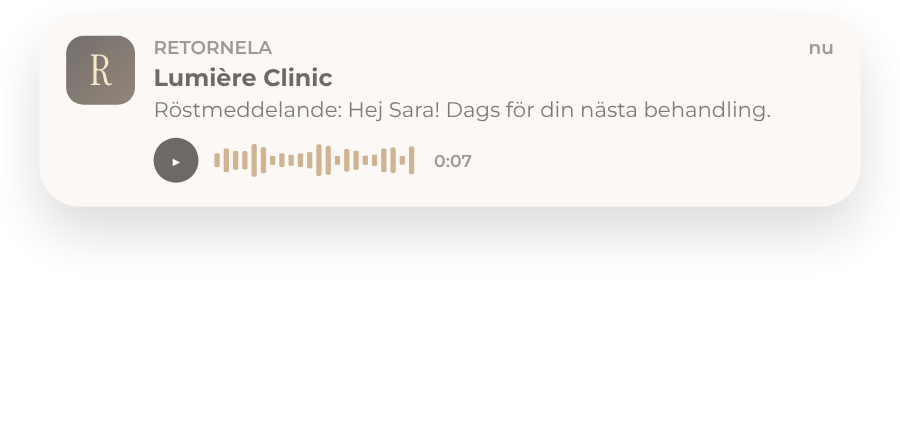 R
RETORNELA
nu
Lumière Clinic
Röstmeddelande: Hej Sara! Dags för din nästa behandling.
0:07